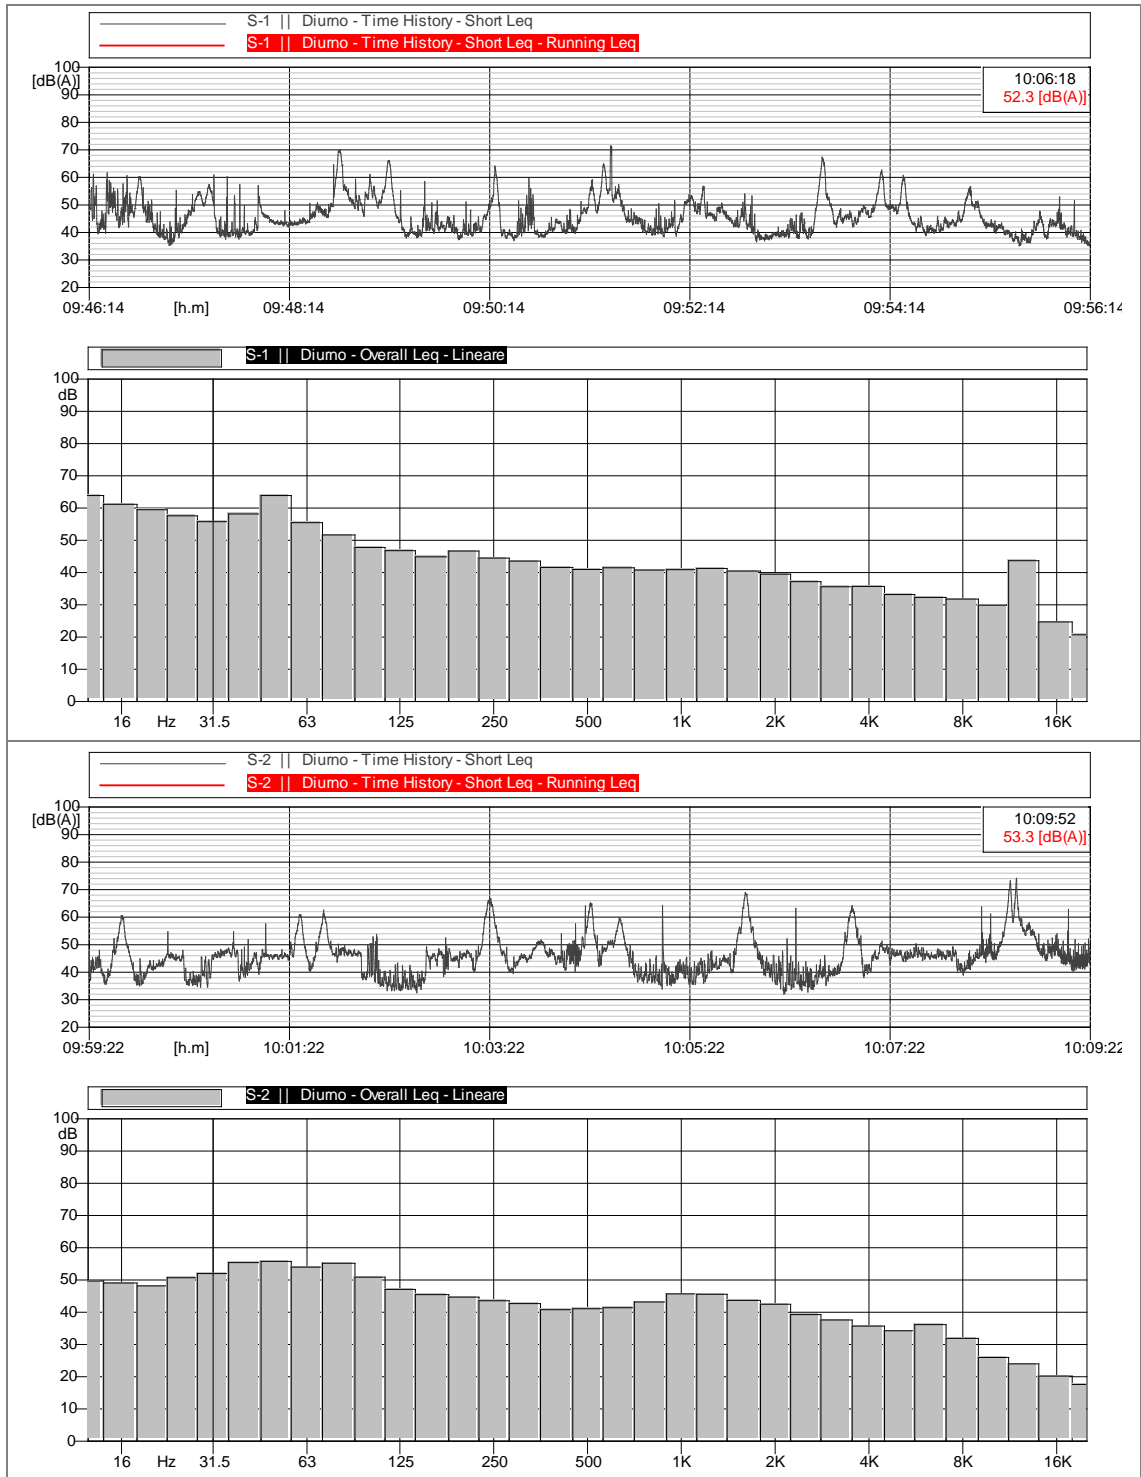 S-1 || Diurno - Time History - Short Leq
S-1 || Diurno - Time History - Short Leq - Running Leq
100
[dB(A)]
10:06:18
52.3 [dB(A)]
90
80
70
60
50
40
30
20
09:46:14 [h.m] 09:48:14 09:50:14 09:52:14 09:54:14 09:56:14
S-1 || Diurno - Overall Leq - Lineare
100
dB
90
80
70
60
50
40
30
20
10
0
16 Hz 31.5 63 125 250 500 1K 2K 4K 8K 16K
S-2 || Diurno - Time History - Short Leq
S-2 || Diurno - Time History - Short Leq - Running Leq
100
[dB(A)]
10:09:52
53.3 [dB(A)]
90
80
70
60
50
40
30
20
09:59:22 [h.m] 10:01:22 10:03:22 10:05:22 10:07:22 10:09:22
S-2 || Diurno - Overall Leq - Lineare
100
dB
90
80
70
60
50
40
30
20
10
0
16 Hz 31.5 63 125 250 500 1K 2K 4K 8K 16K